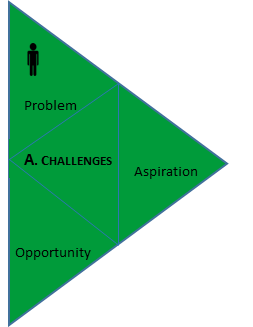 Problem
A. CHALLENGES
Aspiration
Opportunity